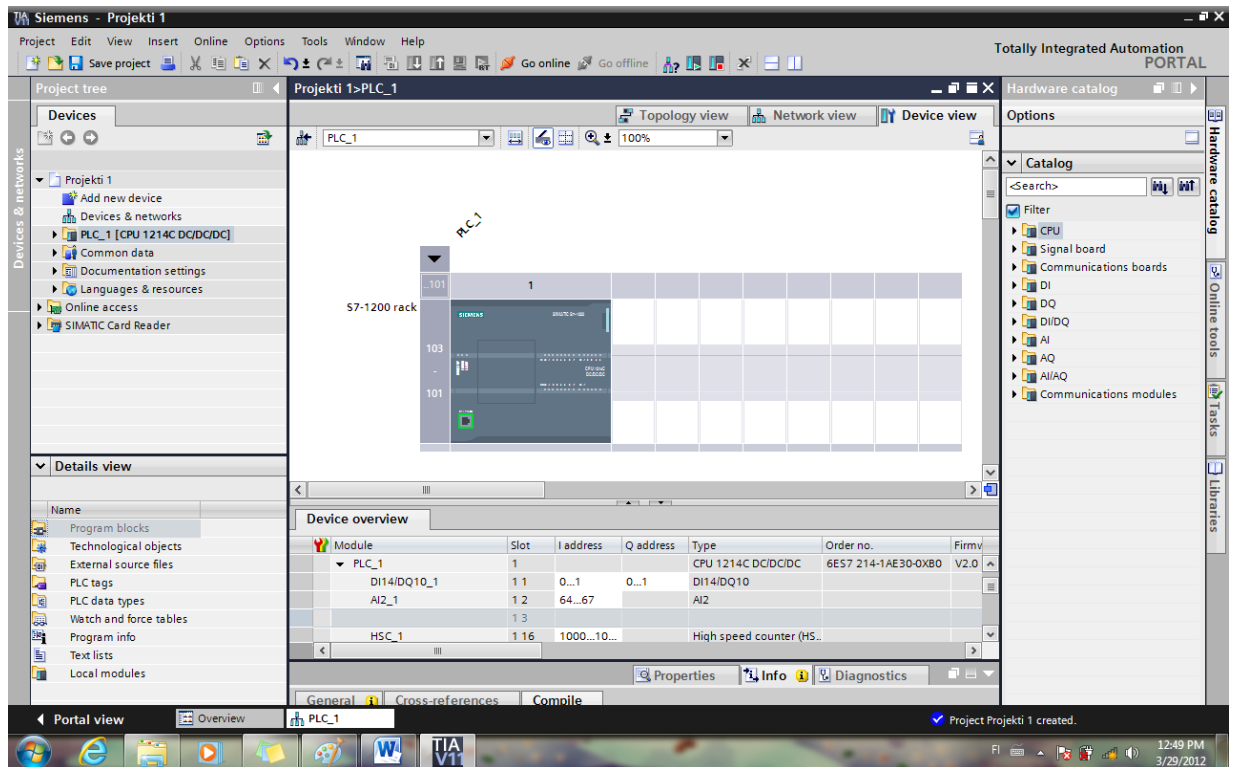 Siemens - Projekti 1
Project Edit View Insert Online Options Tools Window Help
Totally Integrated Automation
PORTAL
Save project
Go online
Go offline
Project tree
Devices
Projekti 1
Add new device
Devices & networks
PLC_1 [CPU 1214C DC/DC/DC]
Common data
Documentation settings
Languages & resources
Online access
SIMATIC Card Reader
Devices & networks
Details view
Name
Program blocks
Technological objects
External source files
PLC tags
PLC data types
Watch and force tables
Program info
Text lists
Local modules
Projekti 1>PLC_1
Topology view Network view Device view
PLC_1
100%
PLC_1
_101 1
S7-1200 rack
SIEMENS
103
-
101
Device overview
Module Slot I address Q address Type Order no. Firmw
PLC_1 1 CPU 1214C DC/DC/DC 6ES7 214-1AE30-0XB0 V2.0
DI14/DQ10_1 1 1 0...1 0...1 DI14/DQ10
AI2_1 1 2 64...67 AI2
1 3
HSC_1 1 16 1000...10... High speed counter (HS..
Properties Info Diagnostics
General Cross-references Compile
Hardware catalog
Options
Catalog
<Search>
Filter
CPU
Signal board
Communications boards
DI
DQ
DI/DQ
AI
AQ
AI/AQ
Communications modules
Hardware catalog
Online tools
Tasks
Libraries
Portal view
Overview
PLC_1
Project Projekti 1 created.
TIA
V11
FI
12:49 PM
3/29/2012